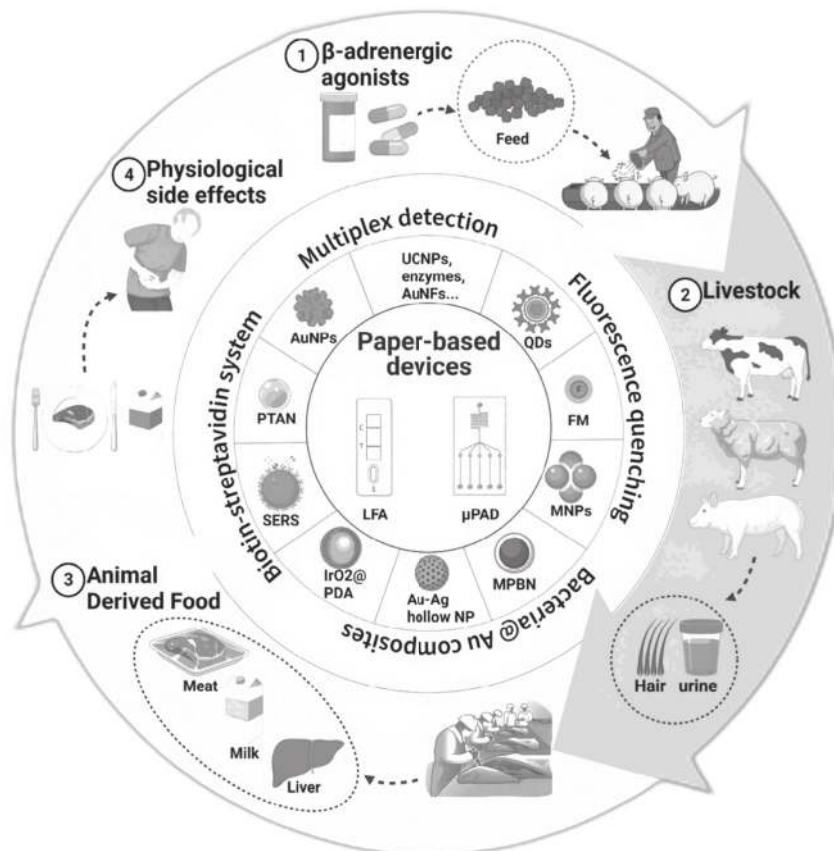 1
β-adrenergic
agonists
Feed
4
Physiological
side effects
2
Livestock
Hair urine
3
Animal
Derived Food
Meat
Milk
Liver
Multiplex detection
Fluorescence quenching
Bacteria@ Au composites
Biotin-streptavidin system
UCNPs,
enzymes,
AuNFs...
QDs
FM
MNPs
MPBN
Au-Ag
hollow NP
IrO2@
PDA
SERS
PTAN
AuNPs
Paper-based
devices
C
T
S
LFA
μPAD
F